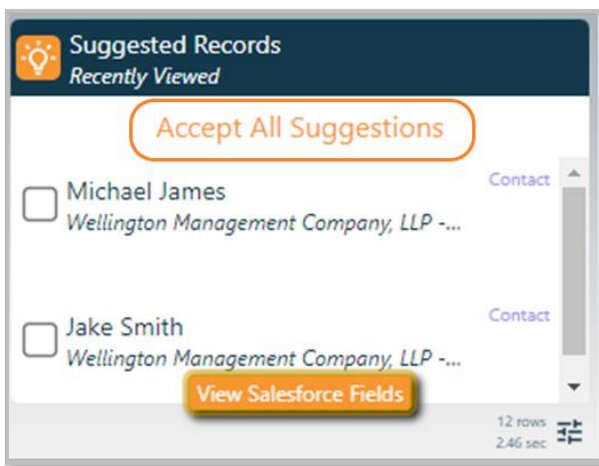 Suggested Records
Recently Viewed
Accept All Suggestions
Michael James
Contact
Wellington Management Company, LLP -...
Jake Smith
Contact
Wellington Management Company, LLP -...
View Salesforce Fields
12 rows
2.46 sec